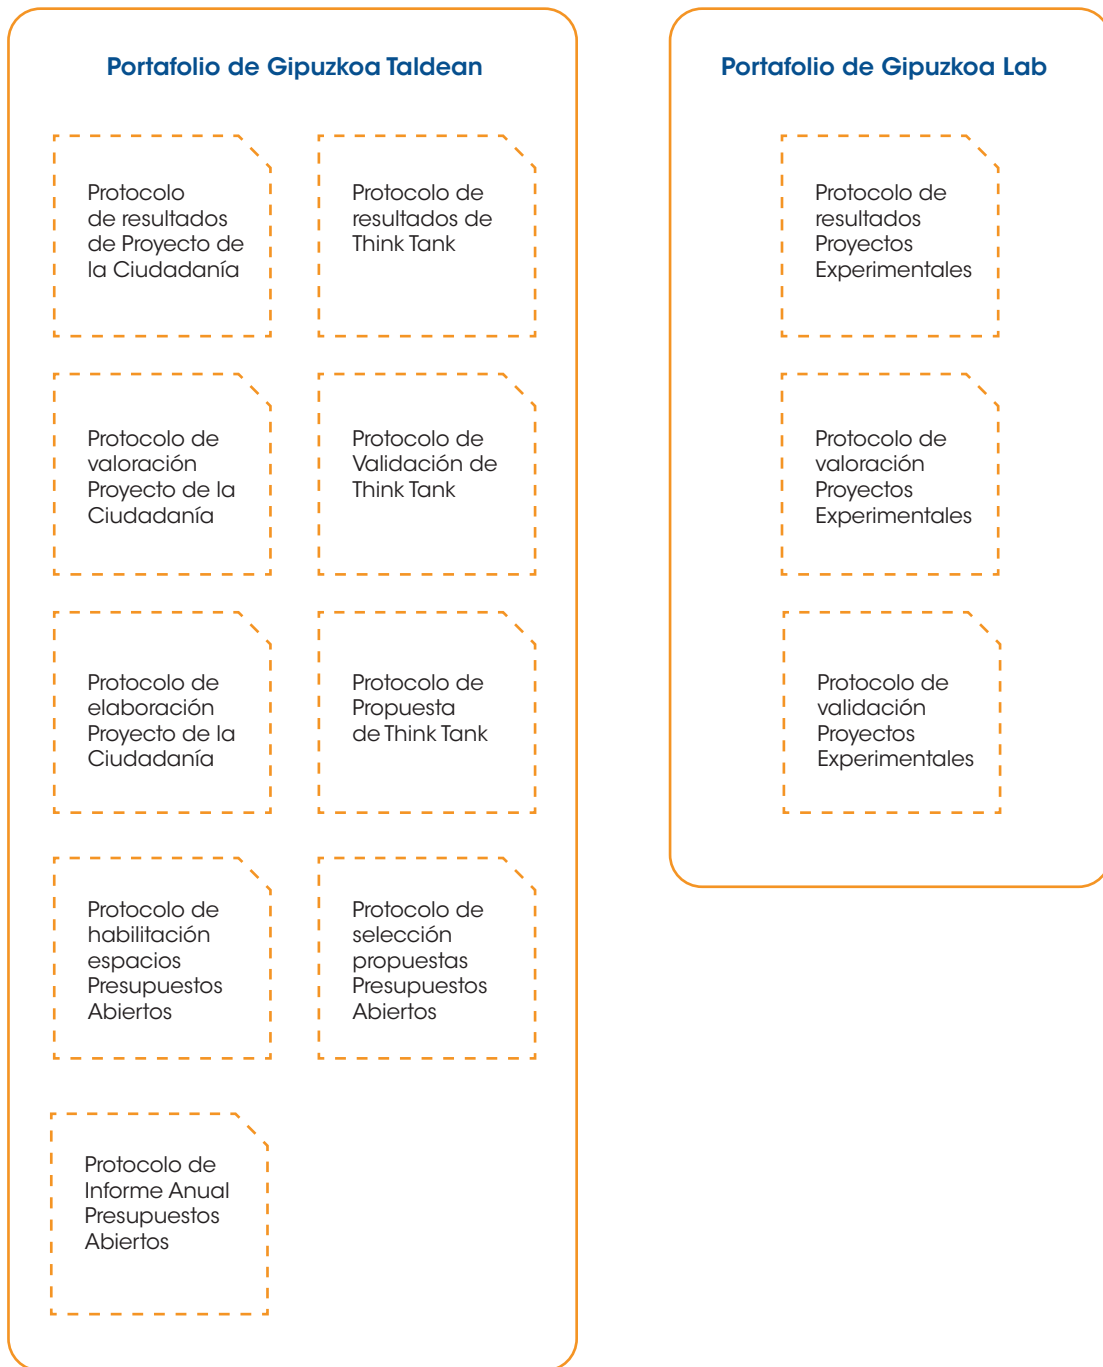 Portafolio de Gipuzkoa Taldean
Protocolo
de resultados
de Proyecto de
la Ciudadanía
Protocolo de
resultados de
Think Tank
Protocolo de
valoración
Proyecto de la
Ciudadanía
Protocolo de
Validación de
Think Tank
Protocolo de
elaboración
Proyecto de la
Ciudadanía
Protocolo de
Propuesta
de Think Tank
Protocolo de
habilitación
espacios
Presupuestos
Abiertos
Protocolo de
selección
propuestas
Presupuestos
Abiertos
Protocolo de
Informe Anual
Presupuestos
Abiertos
Portafolio de Gipuzkoa Lab
Protocolo de
resultados
Proyectos
Experimentales
Protocolo de
valoración
Proyectos
Experimentales
Protocolo de
validación
Proyectos
Experimentales